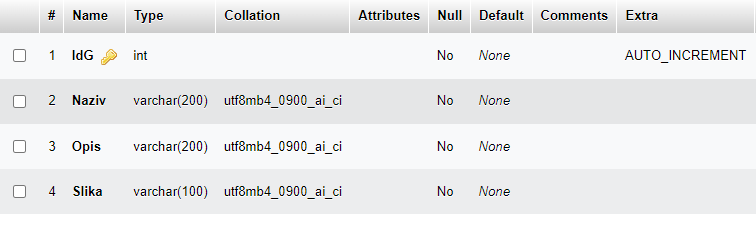 # Name Type Collation Attributes Null Default Comments Extra
1 IdG int No None AUTO_INCREMENT
2 Naziv varchar(200) utf8mb4_0900_ai_ci No None
3 Opis varchar(200) utf8mb4_0900_ai_ci No None
4 Slika varchar(100) utf8mb4_0900_ai_ci No None